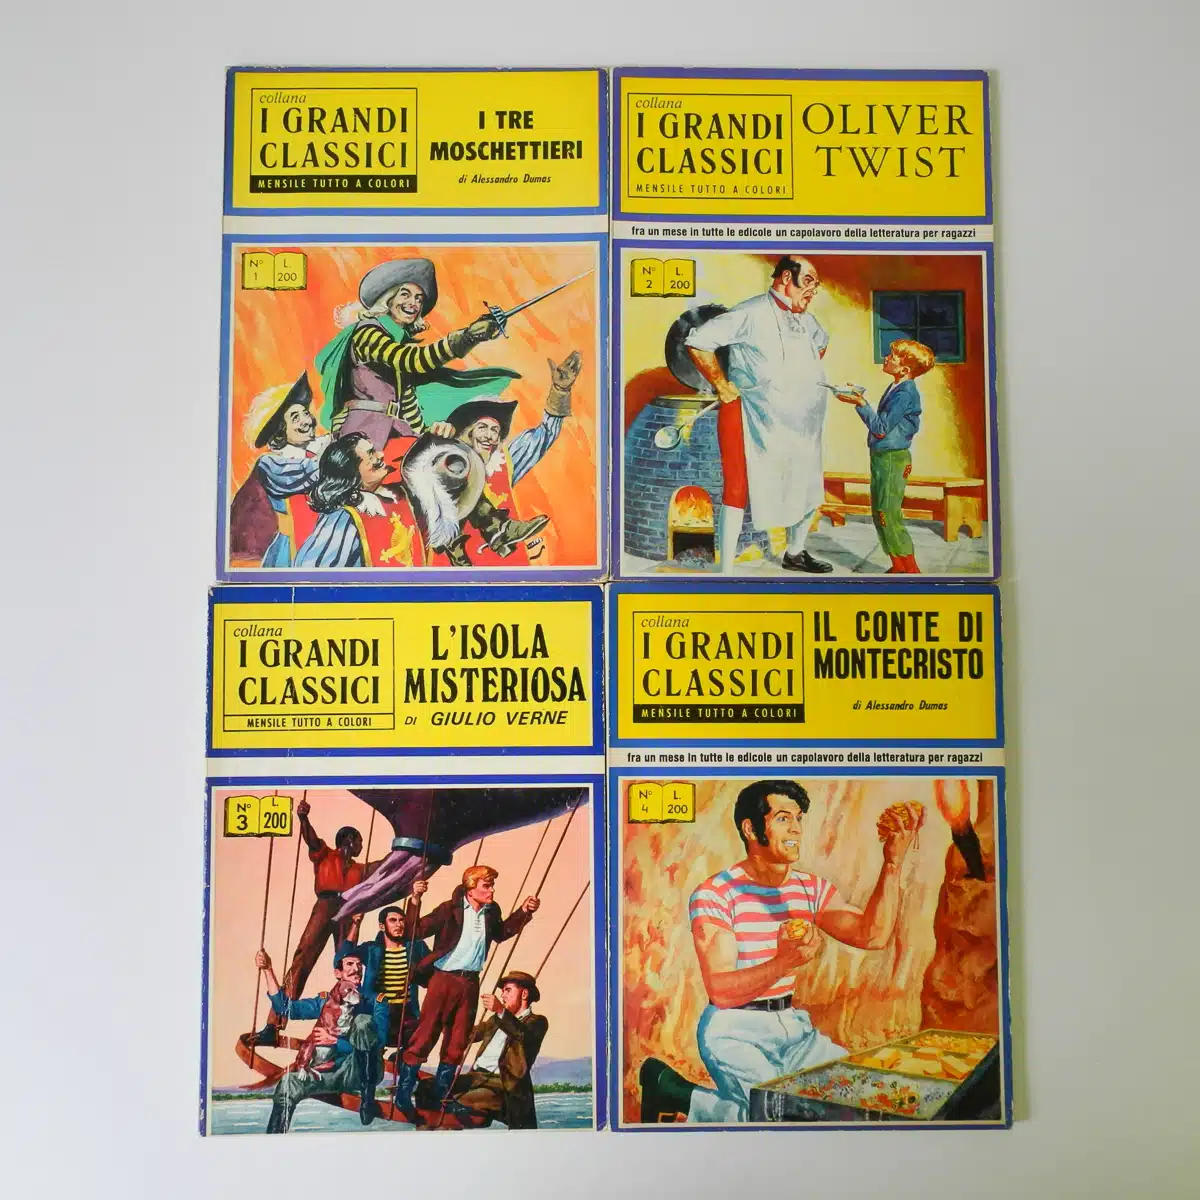 collana
I GRANDI
CLASSICI
MENSILE TUTTO A COLORI
I TRE
MOSCHETTIERI
di Alessandro Dumas
Nº L.
1 200
collana
I GRANDI
CLASSICI
MENSILE TUTTO A COLORI
OLIVER
TWIST
fra un mese in tutte le edicole un capolavoro della letteratura per ragazzi
Nº L.
2 200
collana
I GRANDI
CLASSICI
MENSILE TUTTO A COLORI
L'ISOLA
MISTERIOSA
DI GIULIO VERNE
Nº L
3 200
collana
I GRANDI
CLASSICI
MENSILE TUTTO A COLORI
IL CONTE DI
MONTECRISTO
di Alessandro Dumas
fra un mese in tutte le edicole un capolavoro della letteratura per ragazzi
Nº L.
4 200